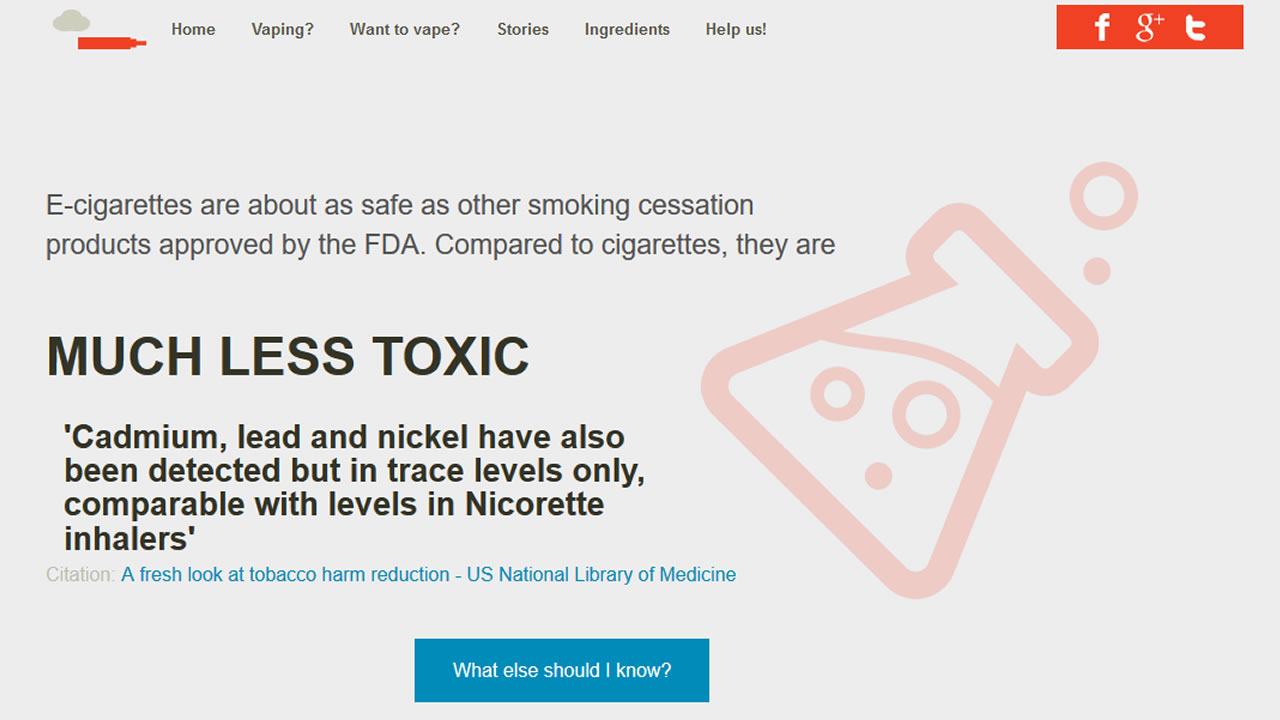 Home Vaping? Want to vape? Stories Ingredients Help us!
E-cigarettes are about as safe as other smoking cessation
products approved by the FDA. Compared to cigarettes, they are
MUCH LESS TOXIC
'Cadmium, lead and nickel have also
been detected but in trace levels only,
comparable with levels in Nicorette
inhalers'
Citation: A fresh look at tobacco harm reduction - US National Library of Medicine
What else should I know?